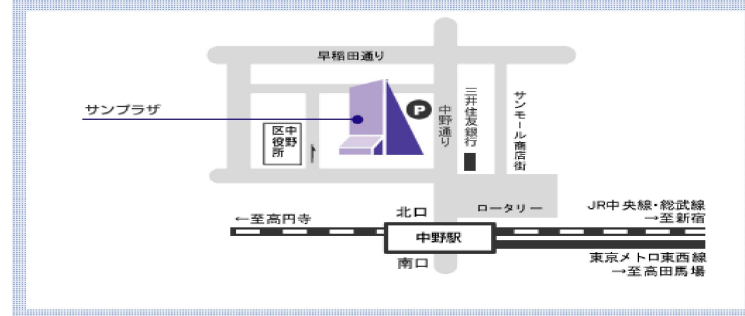 早稲田通り
サンプラザ
中野
区役所
P
中野通り
三井住友銀行
サンモール商店街
北口
ロータリー
JR中央線・総武線
→至新宿
←至高円寺
中野駅
南口
東京メトロ東西線
→至高田馬場